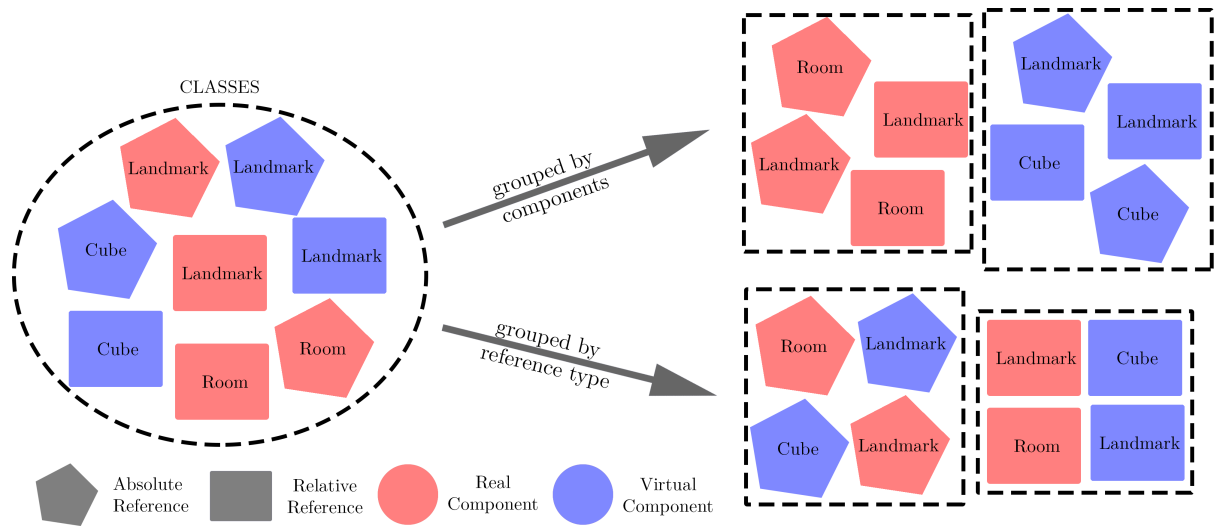 CLASSES
Landmark
Landmark
Cube
Landmark
Landmark
Cube
Room
Room
grouped by
components
grouped by
reference type
Room
Landmark
Landmark
Room
Landmark
Landmark
Cube
Cube
Room
Landmark
Cube
Landmark
Landmark
Cube
Room
Landmark
Absolute
Reference
Relative
Reference
Real
Component
Virtual
Component